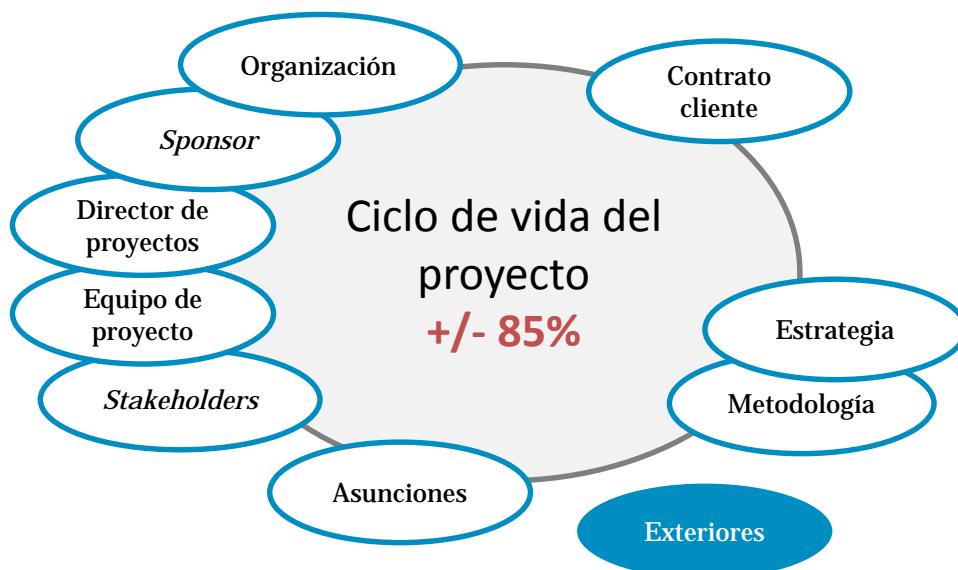 Organización
Contrato
cliente
Sponsor
Director de
proyectos
Ciclo de vida del
proyecto
+/- 85%
Equipo de
proyecto
Estrategia
Stakeholders
Metodología
Asunciones
Exteriores